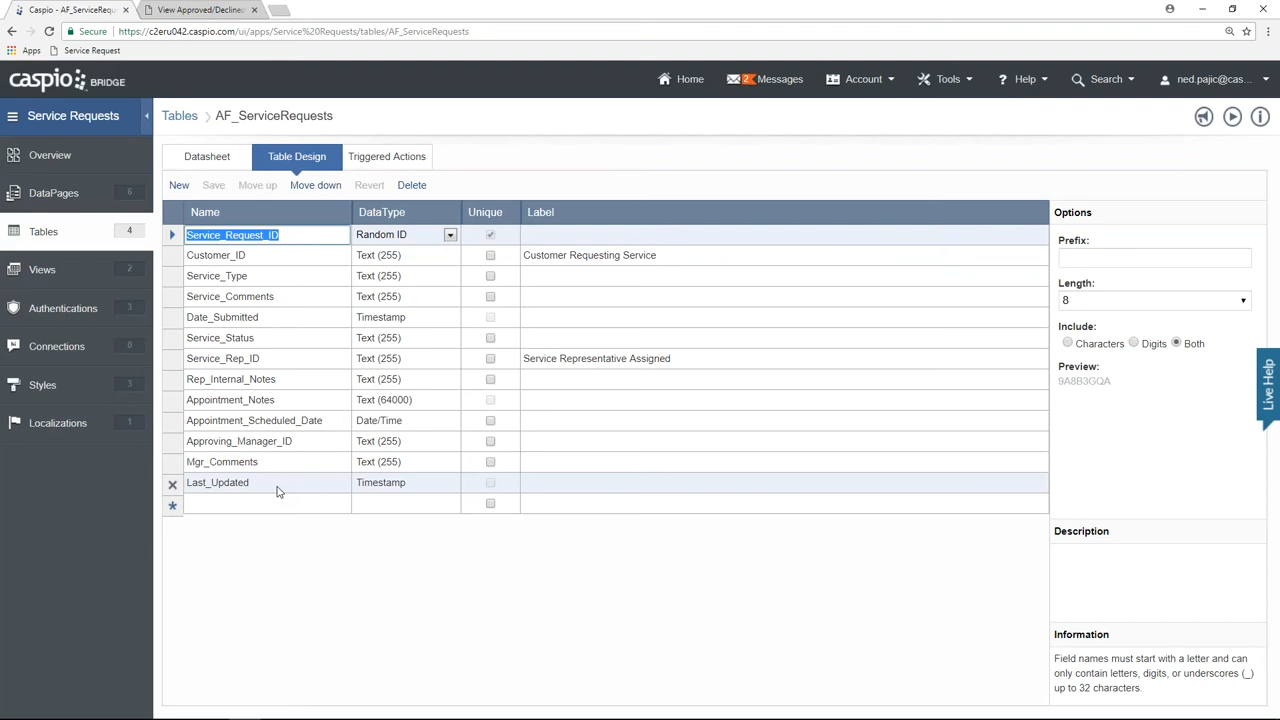 Caspio - AF_ServiceReques
View Approved/Decline
Secure
https://c2eru042.caspio.com/ui/apps/Service%20Requests/tables/AF_ServiceRequests
Apps
Service Request
caspio BRIDGE
Home
2
Messages
Account
Tools
? Help
Search
ned.pajic@cas...
Service Requests
Tables
AF_ServiceRequests
Overview
DataPages 6
Tables 4
Views 2
Authentications 3
Connections 0
Styles 3
Localizations 1
Datasheet
Table Design
Triggered Actions
New
Save
Move up
Move down
Revert
Delete
Name DataType Unique Label
Service_Request_ID Random ID
Customer_ID Text (255) Customer Requesting Service
Service_Type Text (255)
Service_Comments Text (255)
Date_Submitted Timestamp
Service_Status Text (255)
Service_Rep_ID Text (255) Service Representative Assigned
Rep_Internal_Notes Text (255)
Appointment_Notes Text (64000)
Appointment_Scheduled_Date Date/Time
Approving_Manager_ID Text (255)
Mgr_Comments Text (255)
Last_Updated Timestamp
Options
Prefix:
Length:
8
Include:
Characters Digits Both
Preview:
9A8B3GQA
Description
Information
Field names must start with a letter and can
only contain letters, digits, or underscores (_)
up to 32 characters.
Live Help